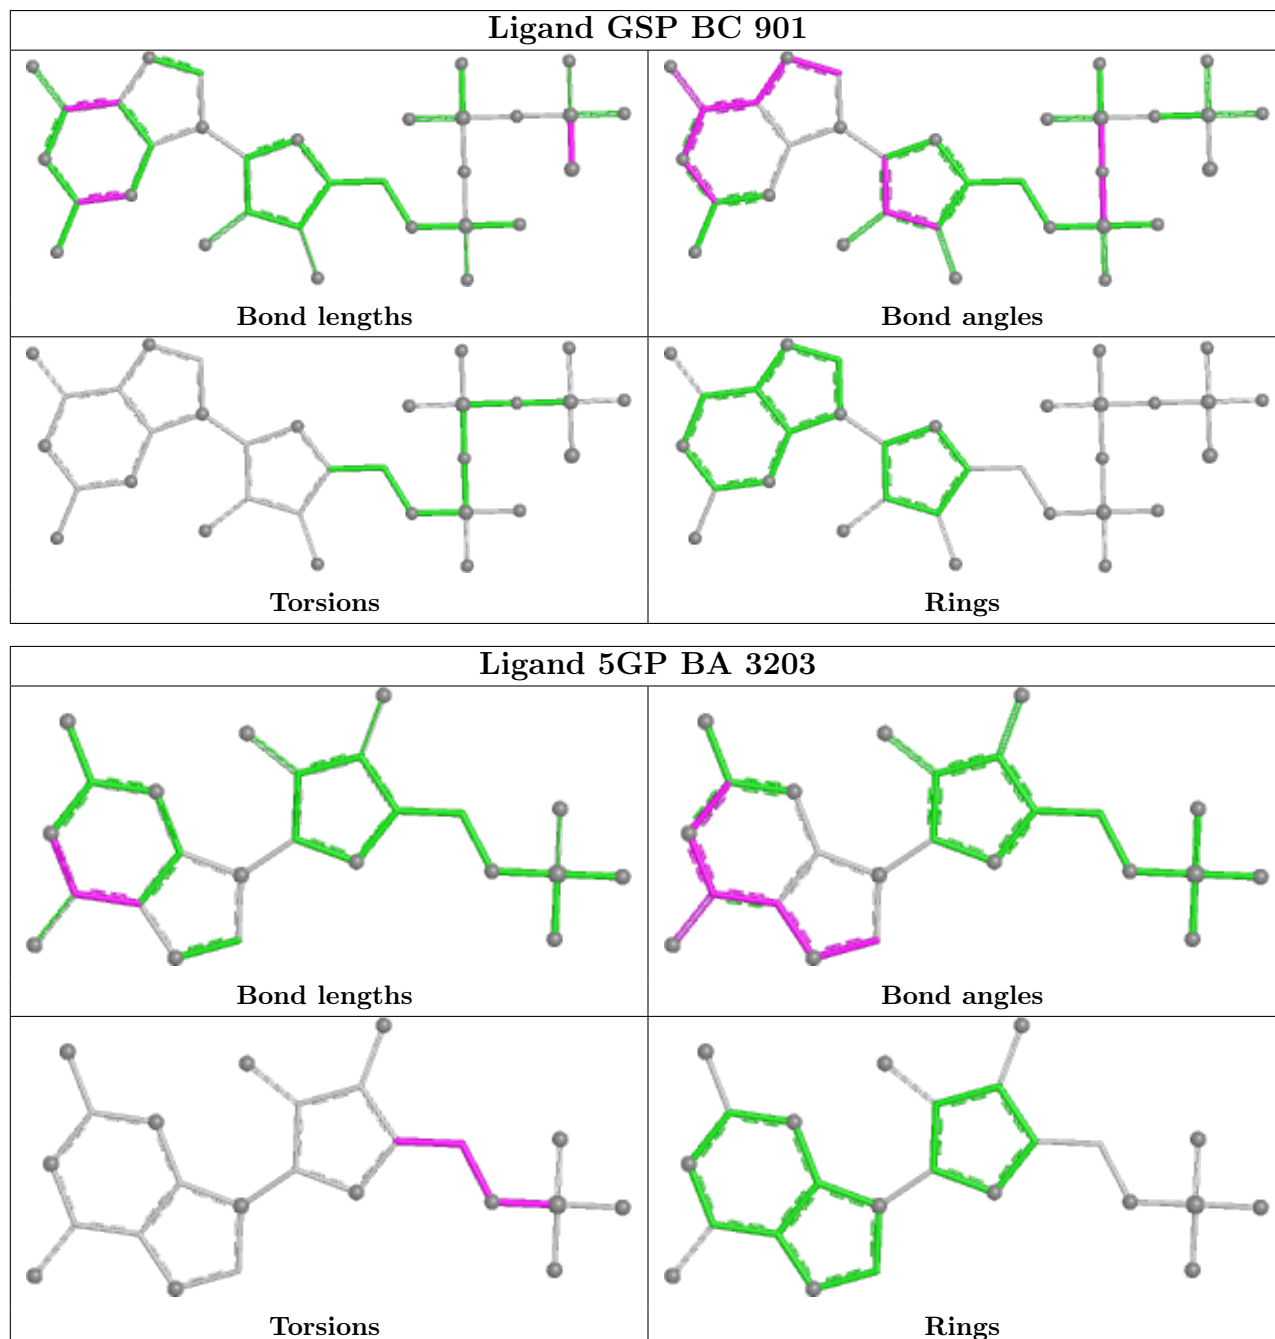 Ligand GSP BC 901
Bond lengths
Bond angles
Torsions
Rings
Ligand 5GP BA 3203
Bond lengths
Bond angles
Torsions
Rings